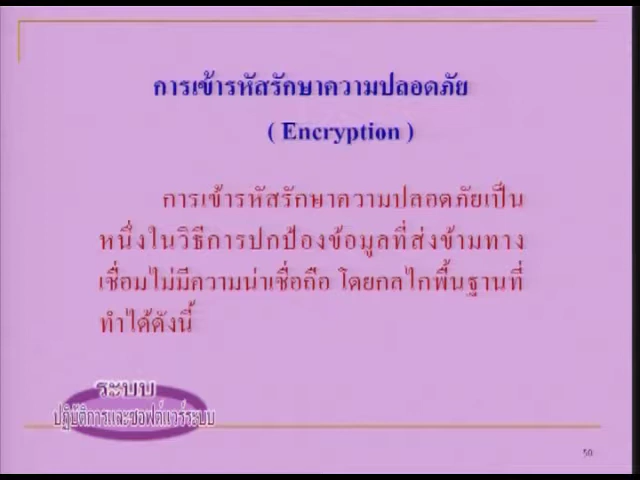 การเข้ารหัสรักษาความปลอดภัย
( Encryption )
การเข้ารหัสรักษาความปลอดภัยเป็น
หนึ่งในวิธีการปกป้องข้อมูลที่ส่งข้ามทาง
เชื่อมไม่มีความน่าเชื่อถือ โดยกลไกพื้นฐานที่
ทำได้ดังนี้
ระบบ
ปฏิบัติการและซอฟต์แวร์ระบบ
50